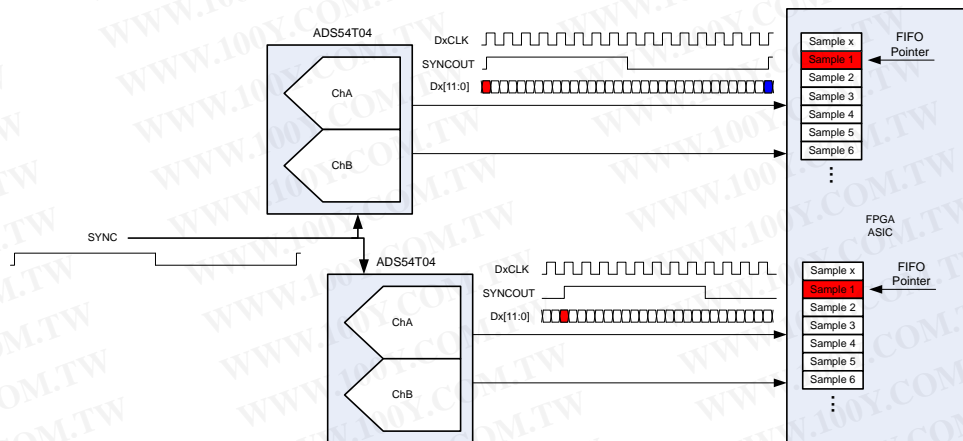 ADS54T04
DxCLK
SYNCOUT
Dx[11:0]
ChA
ChB
Sample x
Sample 1
Sample 2
Sample 3
Sample 4
Sample 5
Sample 6
FIFO
Pointer
SYNC
FPGA
ASIC
ADS54T04
DxCLK
SYNCOUT
Dx[11:0]
ChA
ChB
Sample x
Sample 1
Sample 2
Sample 3
Sample 4
Sample 5
Sample 6
FIFO
Pointer
WWW.100Y.COM.TW